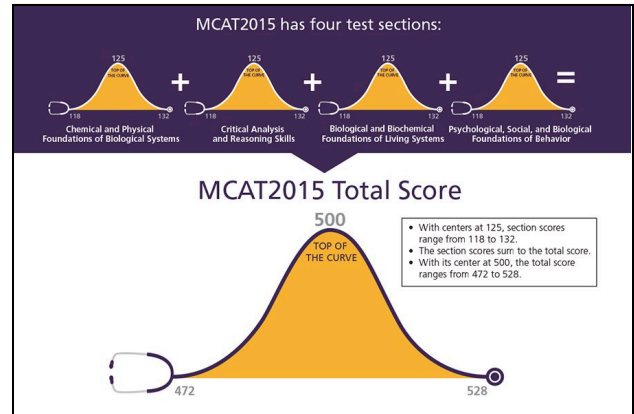 MCAT2015 has four test sections:
125 125 125 125
TOP OF TOP OF TOP OF TOP OF
THE CURVE THE CURVE THE CURVE THE CURVE
+ + + =
118 132 118 132 118 132 118 132
Chemical and Physical
Foundations of Biological Systems
Critical Analysis
and Reasoning Skills
Biological and Biochemical
Foundations of Living Systems
Psychological, Social, and Biological
Foundations of Behavior
MCAT2015 Total Score
500
TOP OF
THE CURVE
• With centers at 125, section scores
range from 118 to 132.
• The section scores sum to the total score.
• With its center at 500, the total score
ranges from 472 to 528.
472 528